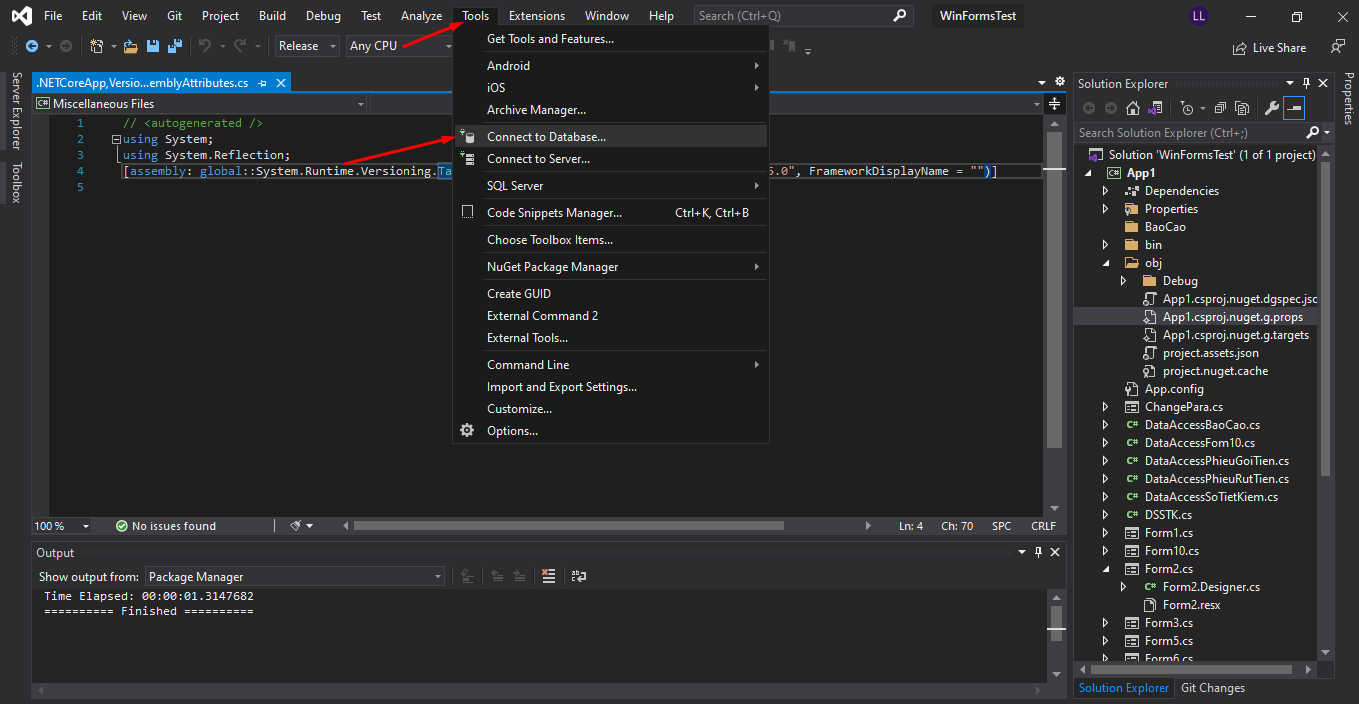 File Edit View Git Project Build Debug Test Analyze Tools Extensions Window Help Search (Ctrl+Q) WinFormsTest LL
Release Any CPU Live Share
Server Explorer
Toolbox
.NETCoreApp,Versio...emblyAttributes.cs
Miscellaneous Files
1 // <autogenerated />
2 using System;
3 using System.Reflection;
4 [assembly: global::System.Runtime.Versioning.Ta 5.0", FrameworkDisplayName = "")]
5
Get Tools and Features...
Android
iOS
Archive Manager...
Connect to Database...
Connect to Server...
SQL Server
Code Snippets Manager... Ctrl+K, Ctrl+B
Choose Toolbox Items...
NuGet Package Manager
Create GUID
External Command 2
External Tools...
Command Line
Import and Export Settings...
Customize...
Options...
100 % No issues found Ln: 4 Ch: 70 SPC CRLF
Output
Show output from: Package Manager
Time Elapsed: 00:00:01.3147682
========== Finished ==========
Solution Explorer
Search Solution Explorer (Ctrl+;)
Solution 'WinFormsTest' (1 of 1 project)
C# App1
Dependencies
Properties
BaoCao
bin
obj
Debug
App1.csproj.nuget.dgspec.jsc
App1.csproj.nuget.g.props
App1.csproj.nuget.g.targets
project.assets.json
project.nuget.cache
App.config
ChangePara.cs
C# DataAccessBaoCao.cs
C# DataAccessFom10.cs
C# DataAccessPhieuGoiTien.cs
C# DataAccessPhieuRutTien.cs
C# DataAccessSoTietKiem.cs
C# DSSTK.cs
Form1.cs
Form10.cs
Form2.cs
C# Form2.Designer.cs
Form2.resx
Form3.cs
Form5.cs
Form6.cs
Solution Explorer Git Changes
Properties